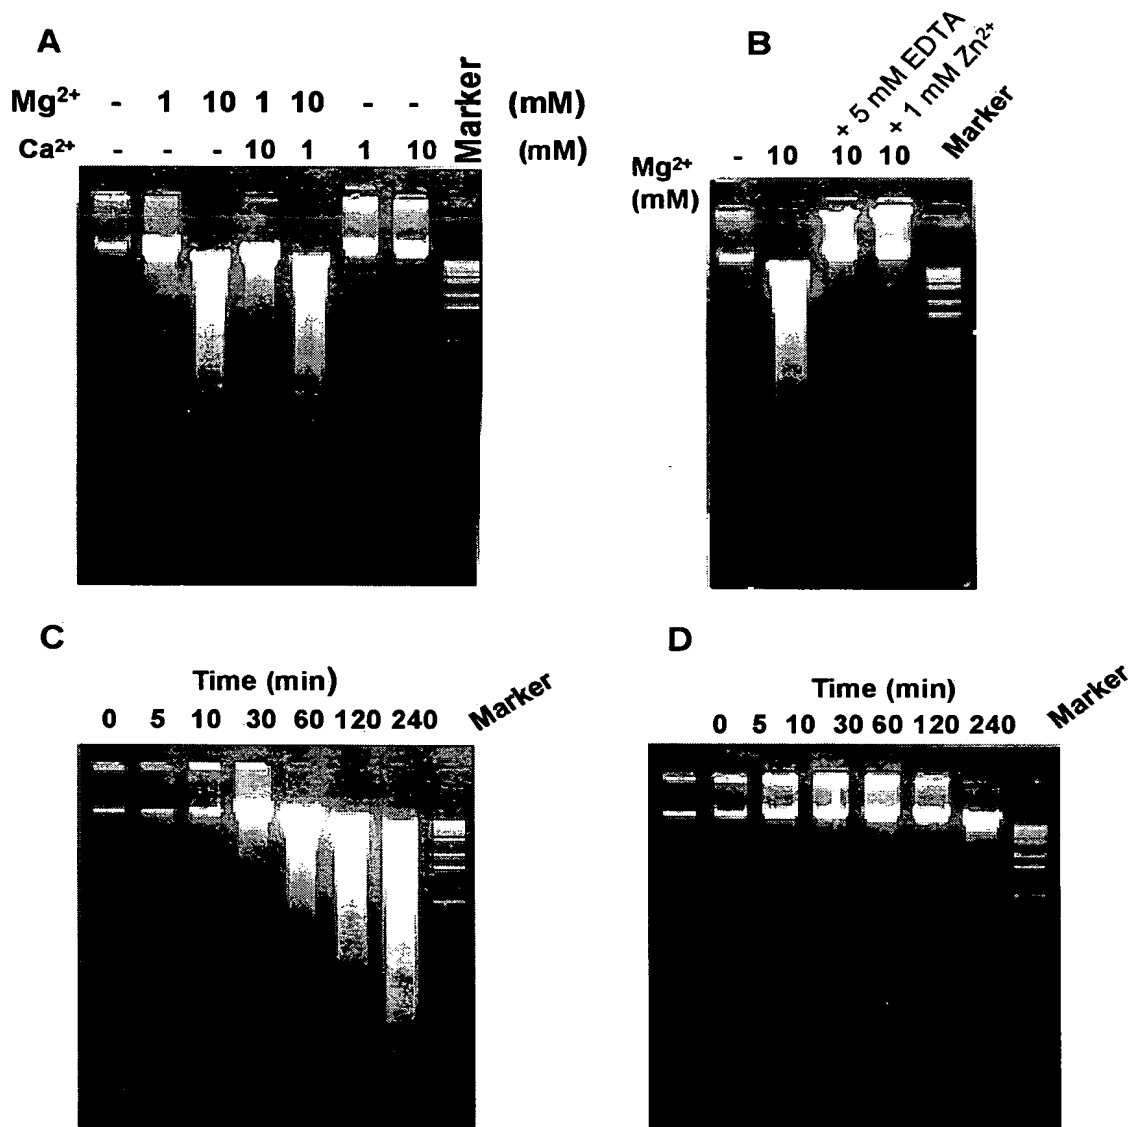 A
Mg²⁺ - 1 10 1 10 - - (mM)
Ca²⁺ - - - 10 1 1 10 (mM)
Marker
B
+ 5 mM EDTA
+ 1 mM Zn²⁺
Marker
Mg²⁺ - 10 10 10
(mM)
C
Time (min)
0 5 10 30 60 120 240 Marker
D
Time (min)
0 5 10 30 60 120 240 Marker